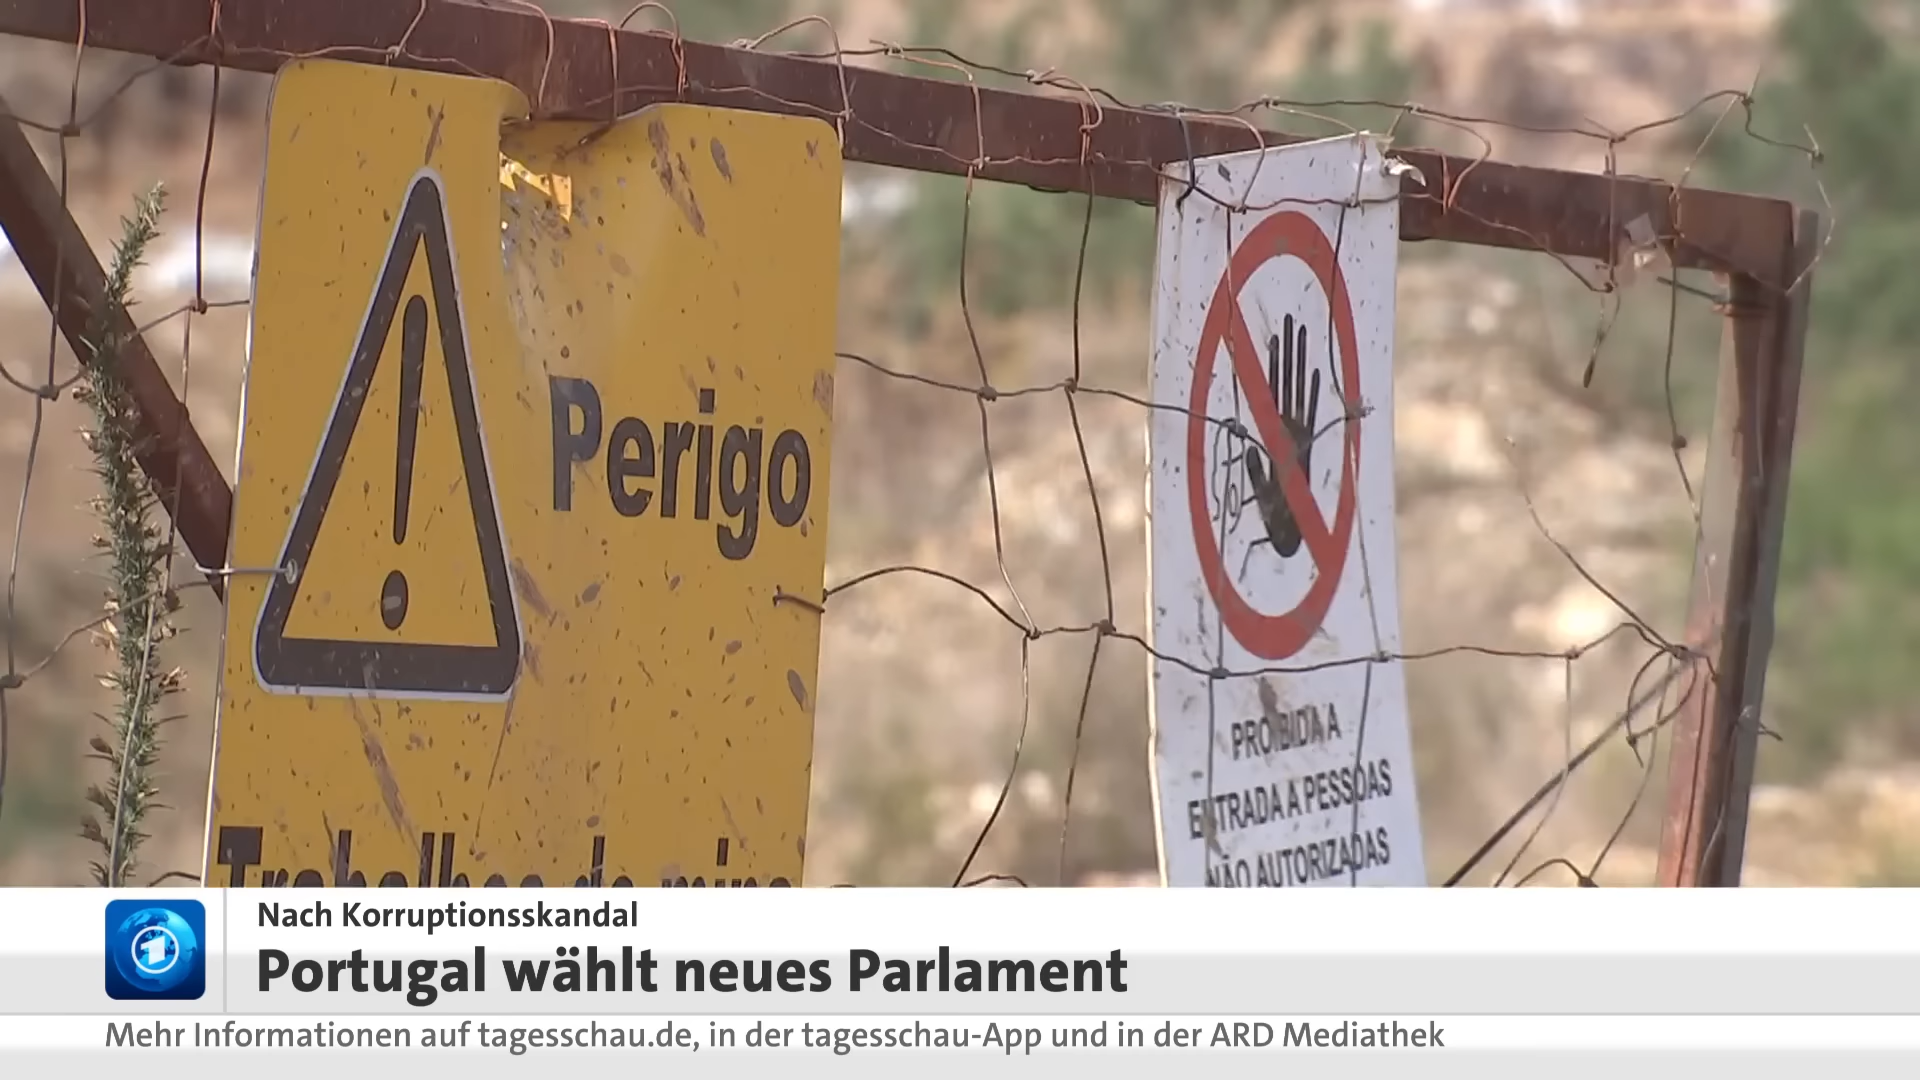 Perigo
PROIBIDA A
ENTRADA A PESSOAS
NÃO AUTORIZADAS
Nach Korruptionsskandal
Portugal wählt neues Parlament
Mehr Informationen auf tagesschau.de, in der tagesschau-App und in der ARD Mediathek